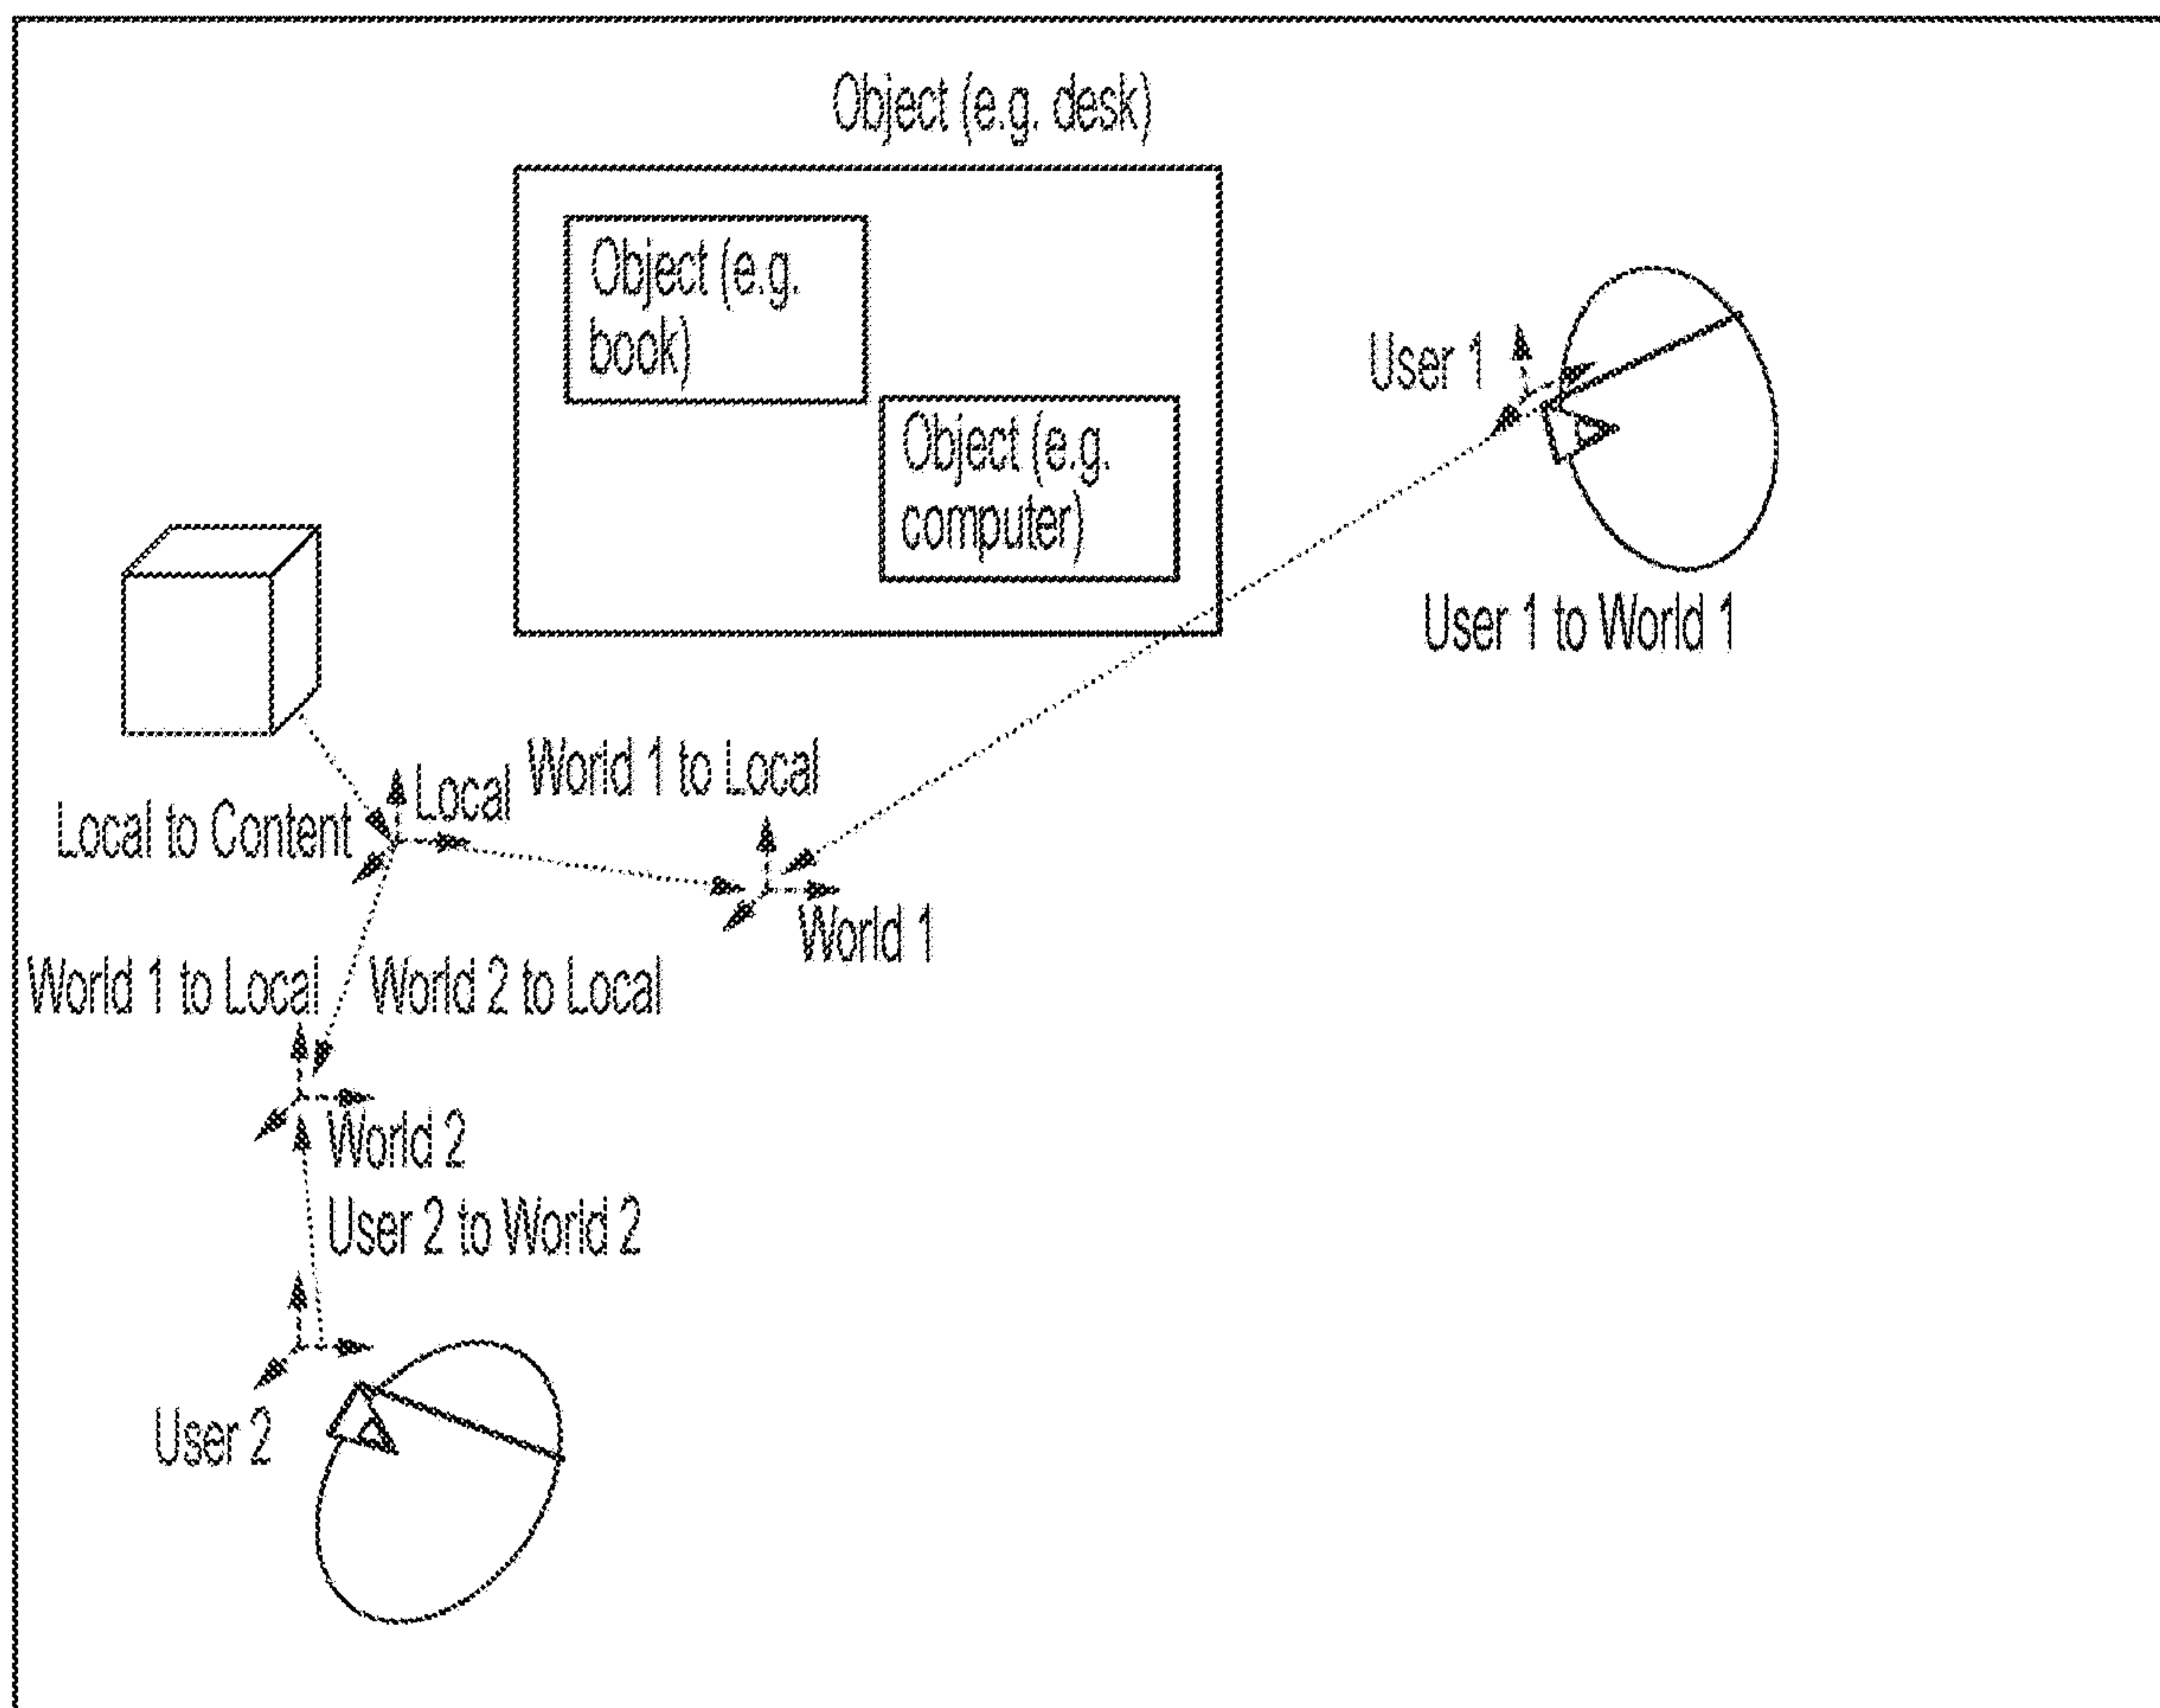 Object (e.g. desk)
Object (e.g.
book)
Object (e.g.
computer)
User 1
User 1 to World 1
World 1 to Local
Local
Local to Content
World 1
World 1 to Local
World 2 to Local
World 2
User 2 to World 2
User 2